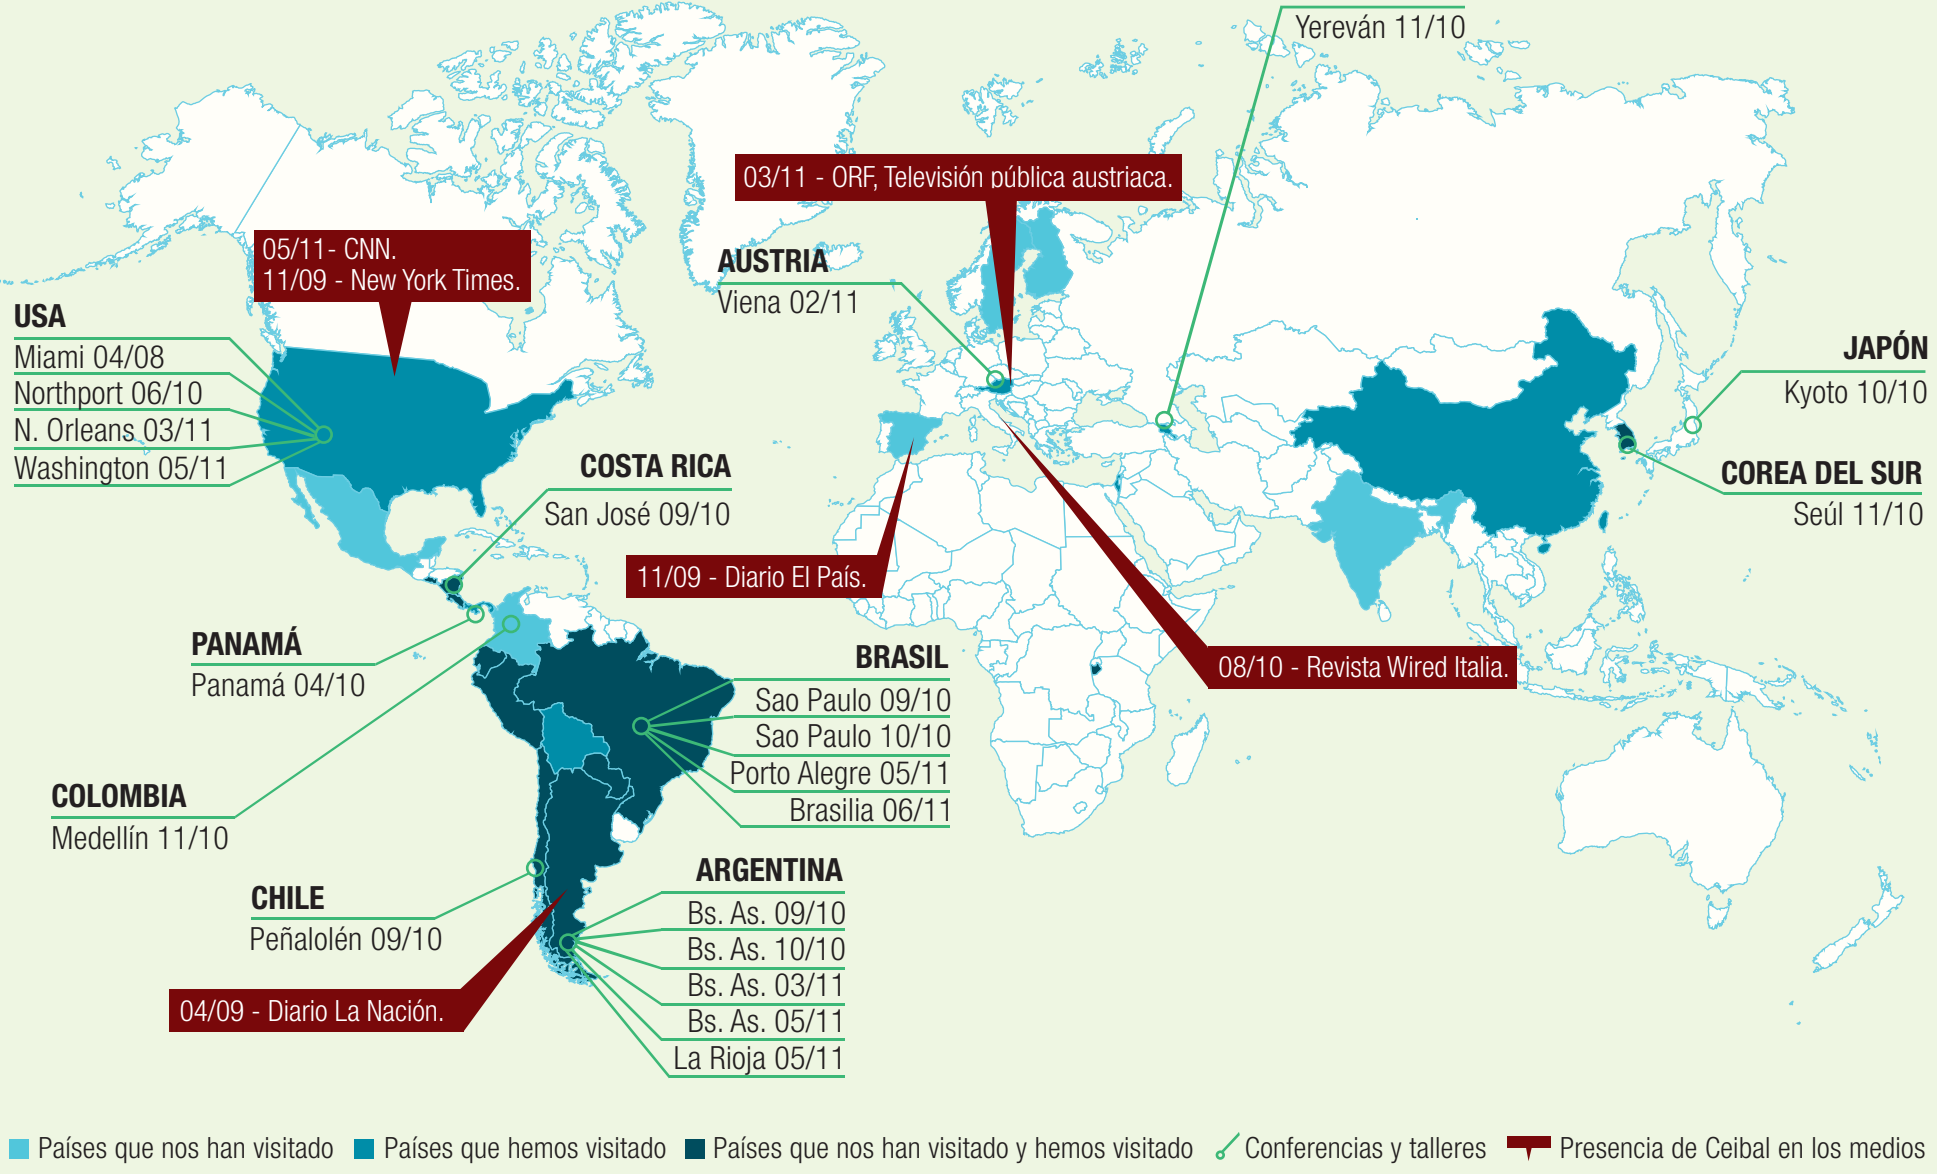 Yereván 11/10
03/11 - ORF, Televisión pública austriaca.
05/11- CNN.
11/09 - New York Times.
AUSTRIA
Viena 02/11
USA
Miami 04/08
Northport 06/10
N. Orleans 03/11
Washington 05/11
JAPÓN
Kyoto 10/10
COREA DEL SUR
Seúl 11/10
COSTA RICA
San José 09/10
11/09 - Diario El País.
08/10 - Revista Wired Italia.
PANAMÁ
Panamá 04/10
BRASIL
Sao Paulo 09/10
Sao Paulo 10/10
Porto Alegre 05/11
Brasilia 06/11
COLOMBIA
Medellín 11/10
CHILE
Peñalolén 09/10
ARGENTINA
Bs. As. 09/10
Bs. As. 10/10
Bs. As. 03/11
Bs. As. 05/11
La Rioja 05/11
04/09 - Diario La Nación.
Países que nos han visitado
Países que hemos visitado
Países que nos han visitado y hemos visitado
Conferencias y talleres
Presencia de Ceibal en los medios